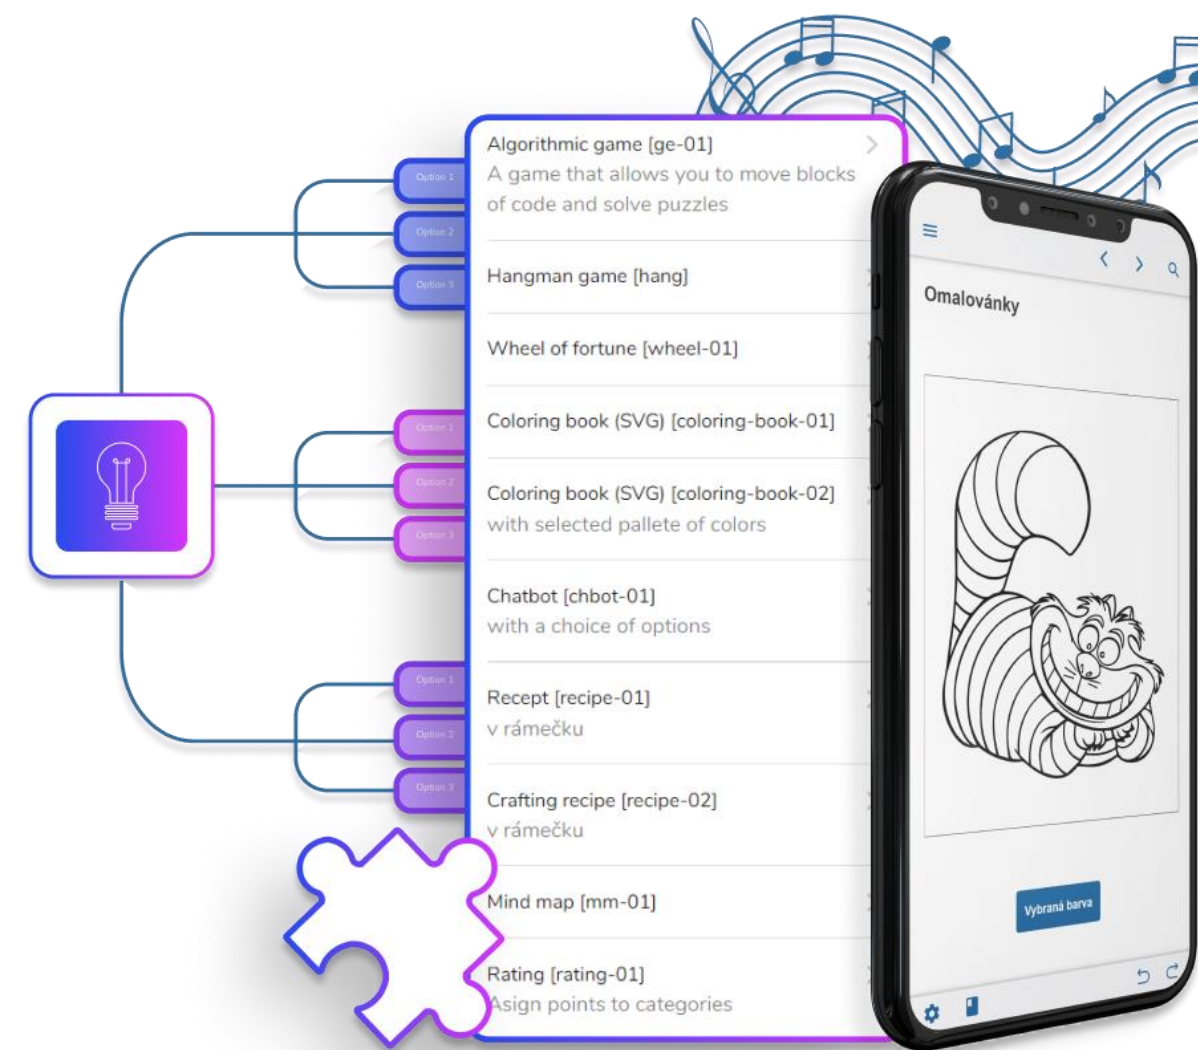 Option 1
Option 2
Option 3
Option 1
Option 2
Option 3
Option 1
Option 2
Option 3
Algorithmic game [ge-01]
A game that allows you to move blocks
of code and solve puzzles
Hangman game [hang]
Wheel of fortune [wheel-01]
Coloring book (SVG) [coloring-book-01]
Coloring book (SVG) [coloring-book-02]
with selected pallete of colors
Chatbot [chbot-01]
with a choice of options
Recept [recipe-01]
v rámečku
Crafting recipe [recipe-02]
v rámečku
Mind map [mm-01]
Rating [rating-01]
Asign points to categories
Omalovánky
Vybraná barva